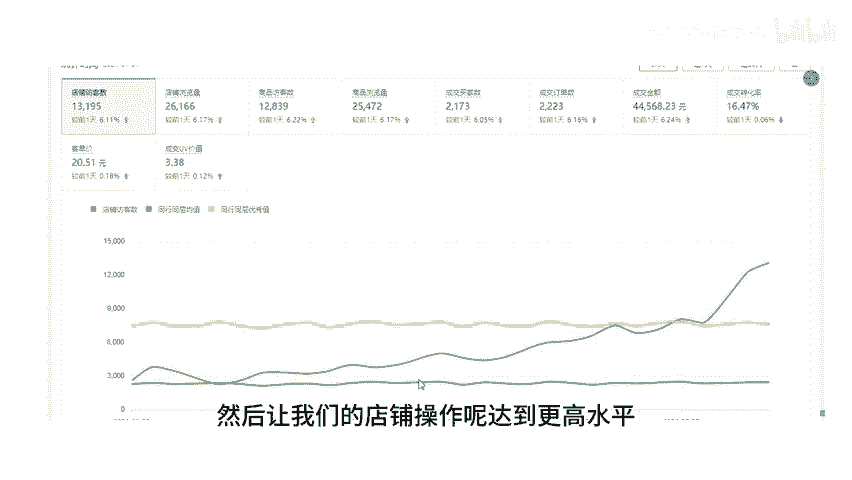 店铺访客数 店铺浏览量 商品访客数 商品浏览量 成交买家数 成交订单数 成交金额 成交转化率
13,195 26,166 12,839 25,472 2,173 2,223 44,568.23 元 16.47%
较前1天 6.11% 较前1天 6.17% 较前1天 6.22% 较前1天 6.17% 较前1天 6.05% 较前1天 6.16% 较前1天 6.24% 较前1天 0.06%
客单价 成交UV价值
20.51 元 3.38
较前1天 0.18% 较前1天 0.12%
店铺访客数 同行同层均值 同行同层优秀值
15,000
12,000
9,000
6,000
3,000
0
然后让我们的店铺操作呢达到更高水平